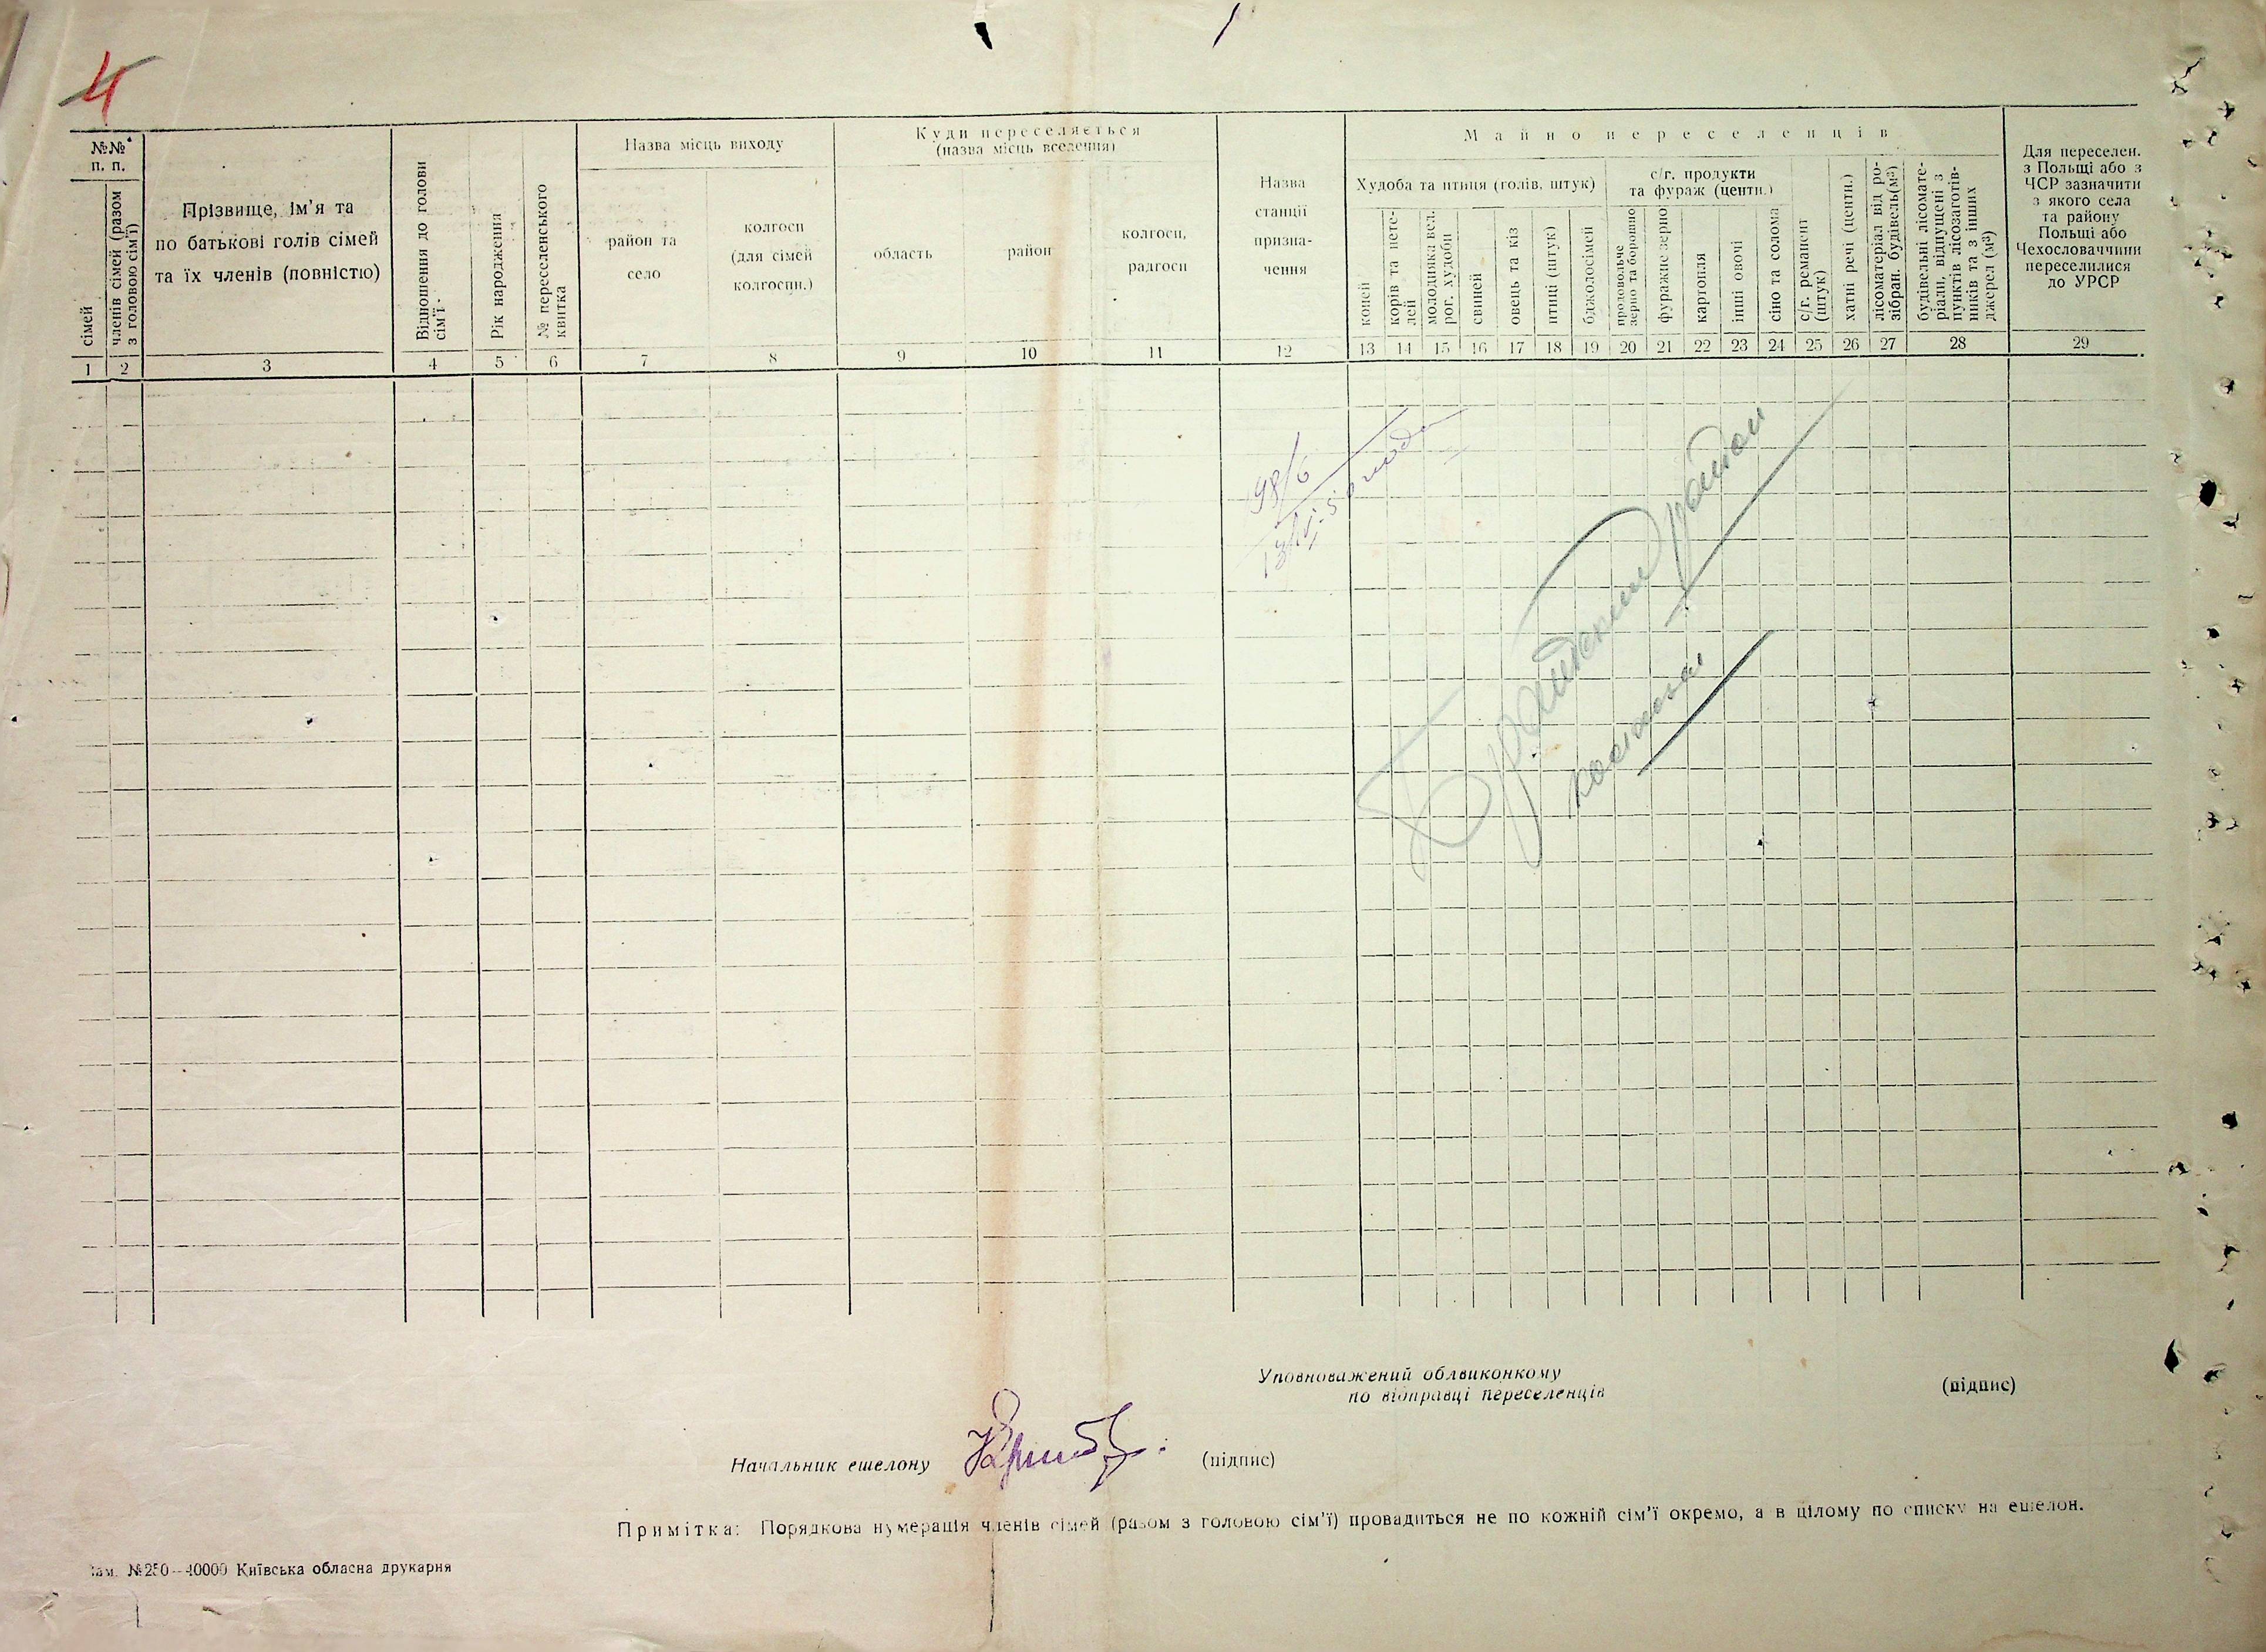 4
№№ п. п.
сімей
членів сімей (разом з головою сім'ї)
Прізвище, ім'я та
по батькові голів сімей
та їх членів (повністю)
Відношення до голови сім'ї
Рік народження
№ переселенського квитка
Назва місць виходу
район та
село
колгосп
(для сімей
колгоспн.)
Куди переселяється
(назва місць вселення)
область
район
колгосп,
радгосп
Назва
станції
призна-
чення
Майно переселенців
Худоба та птиця (голів, штук)
коней
корів та нете-
лей
молодняка вел.
рог. худоби
свиней
овець та кіз
птиці (штук)
бджолосімей
с/г. продукти
та фураж (центн.)
продовольче
зерно та борошно
фуражне зерно
картопля
інші овочі
сіно та солома
с/г. реманент
(штук)
хатні речі (центн.)
лісоматеріал від ро-
зібран. будівель(м³)
будівельні лісомате-
ріали, відпущені з
пунктів лісозаготів-
ників та з інших
джерел (м³)
Для переселен.
з Польщі або з
ЧСР зазначити
з якого села
та району
Польщі або
Чехословаччини
переселилися
до УРСР
1 2 3 4 5 6 7 8 9 10 11 12 13 14 15 16 17 18 19 20 21 22 23 24 25 26 27 28 29
Уповноважений облвиконкому
по відправці переселенців
(підпис)
Начальник ешелону
(підпис)
Примітка: Порядкова нумерація членів сімей (разом з головою сім'ї) провадиться не по кожній сім'ї окремо, а в цілому по списку на ешелон.
Зам. №250—40000 Київська обласна друкарня